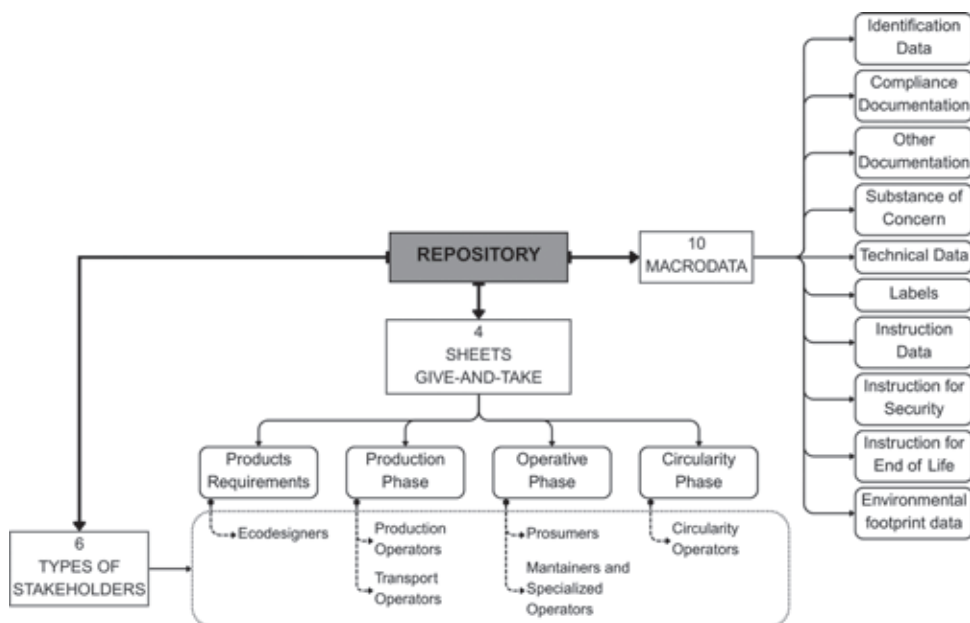 Identification
Data
Compliance
Documentation
Other
Documentation
Substance of
Concern
REPOSITORY
10
MACRODATA
Technical Data
Labels
4
SHEETS
GIVE-AND-TAKE
Instruction
Data
Instruction for
Security
Products
Requirements
Production
Phase
Operative
Phase
Circularity
Phase
Instruction for
End of Life
Environmental
footprint data
6
TYPES OF
STAKEHOLDERS
Ecodesigners
Production
Operators
Transport
Operators
Prosumers
Mantainers and
Specialized
Operators
Circularity
Operators